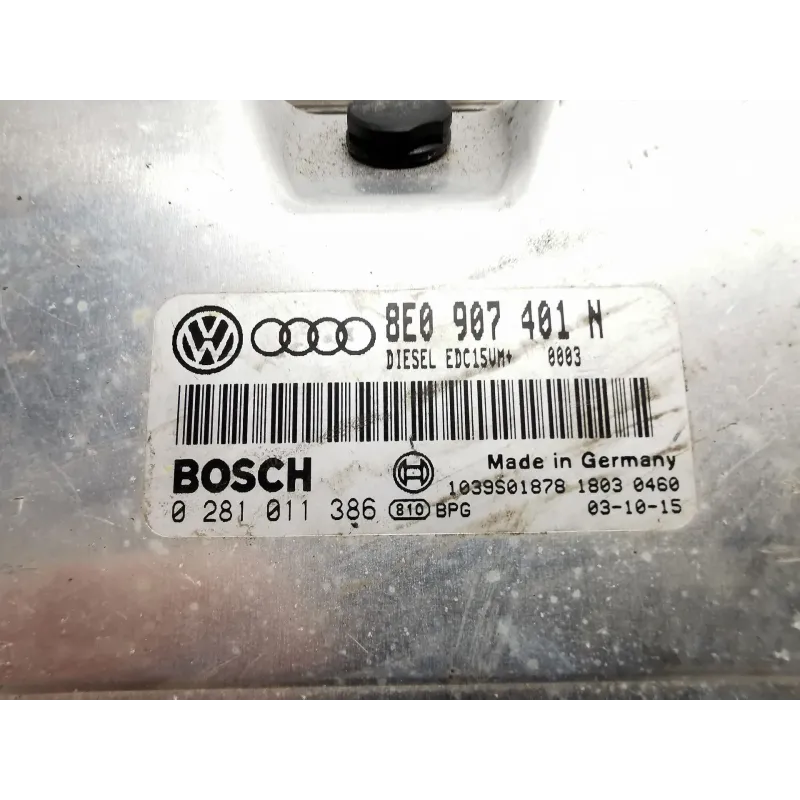 VW 8E0 907 401 N
DIESEL EDC15VM+ 0003
BOSCH Made in Germany
1039S01878 1803 0460
0 281 011 386 810 BPG 03-10-15